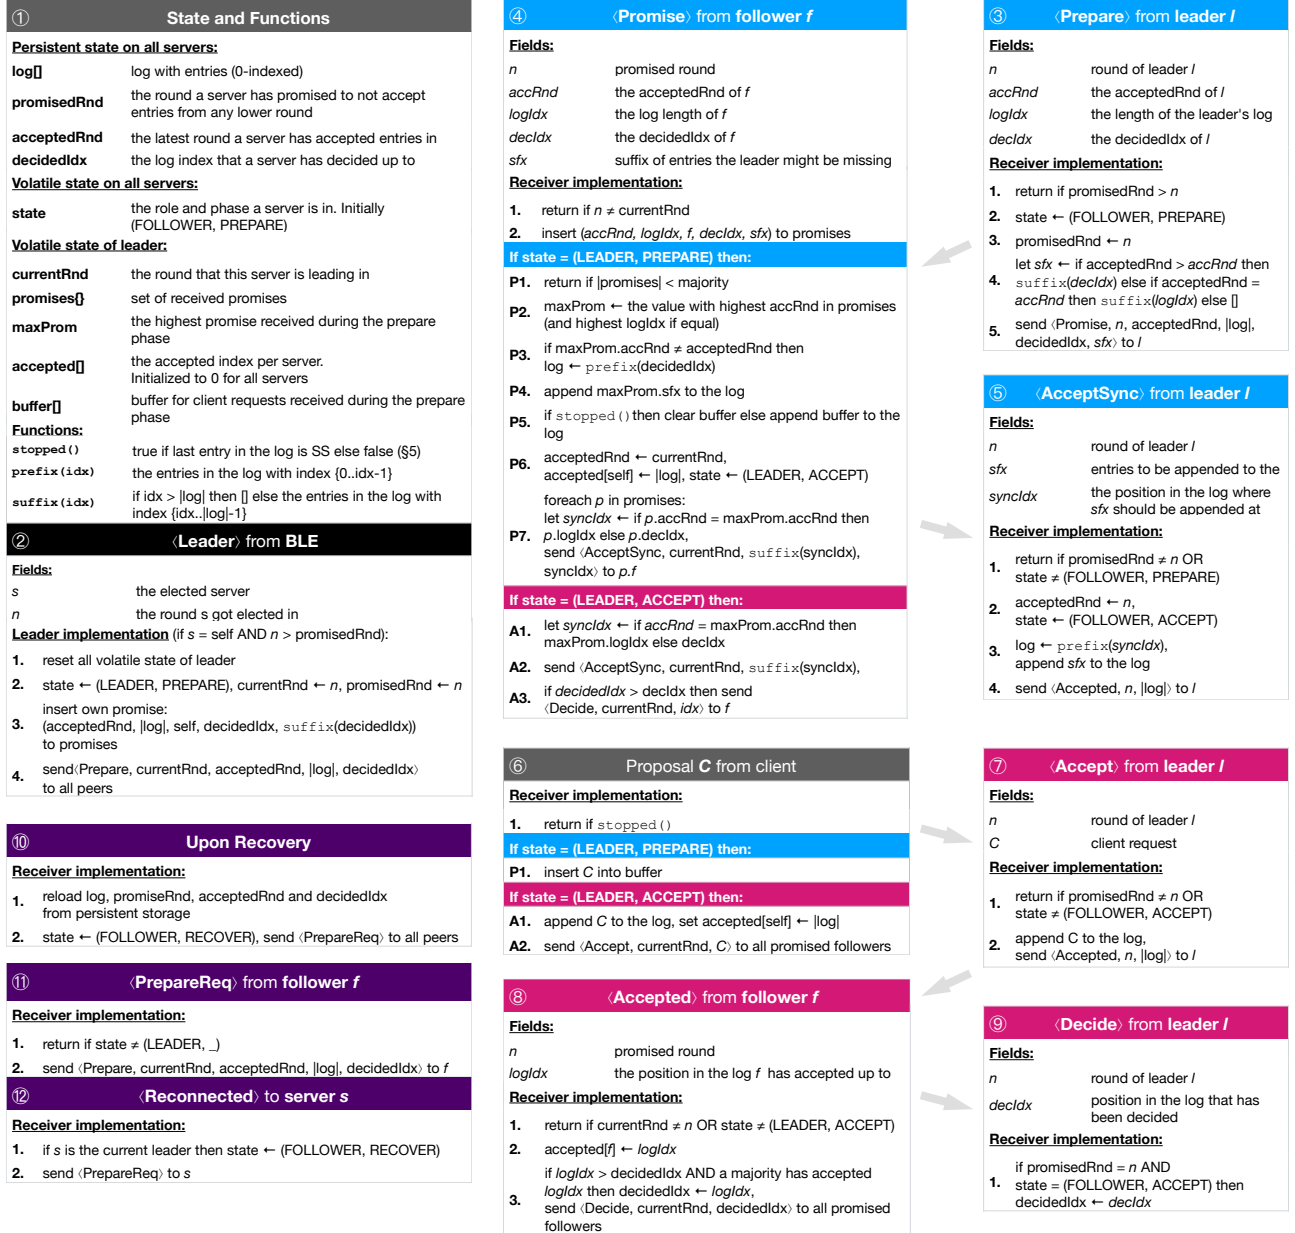 ① State and Functions
Persistent state on all servers:
log[] log with entries (0-indexed)
promisedRnd the round a server has promised to not accept
entries from any lower round
acceptedRnd the latest round a server has accepted entries in
decidedIdx the log index that a server has decided up to
Volatile state on all servers:
state the role and phase a server is in. Initially
(FOLLOWER, PREPARE)
Volatile state of leader:
currentRnd the round that this server is leading in
promises{} set of received promises
maxProm the highest promise received during the prepare
phase
accepted[] the accepted index per server.
Initialized to 0 for all servers
buffer[] buffer for client requests received during the prepare
phase
Functions:
stopped() true if last entry in the log is SS else false (§5)
prefix(idx) the entries in the log with index {0..idx-1}
suffix(idx) if idx > |log| then [] else the entries in the log with
index {idx..|log|-1}
② ⟨Leader⟩ from BLE
Fields:
s the elected server
n the round s got elected in
Leader implementation (if s = self AND n > promisedRnd):
1. reset all volatile state of leader
2. state ← (LEADER, PREPARE), currentRnd ← n, promisedRnd ← n
3. insert own promise:
(acceptedRnd, |log|, self, decidedIdx, suffix(decidedIdx))
to promises
4. send⟨Prepare, currentRnd, acceptedRnd, |log|, decidedIdx⟩
to all peers
⑩ Upon Recovery
Receiver implementation:
1. reload log, promiseRnd, acceptedRnd and decidedIdx
from persistent storage
2. state ← (FOLLOWER, RECOVER), send ⟨PrepareReq⟩ to all peers
⑪ ⟨PrepareReq⟩ from follower f
Receiver implementation:
1. return if state ≠ (LEADER, _)
2. send ⟨Prepare, currentRnd, acceptedRnd, |log|, decidedIdx⟩ to f
⑫ ⟨Reconnected⟩ to server s
Receiver implementation:
1. if s is the current leader then state ← (FOLLOWER, RECOVER)
2. send ⟨PrepareReq⟩ to s
④ ⟨Promise⟩ from follower f
Fields:
n promised round
accRnd the acceptedRnd of f
logIdx the log length of f
decIdx the decidedIdx of f
sfx suffix of entries the leader might be missing
Receiver implementation:
1. return if n ≠ currentRnd
2. insert (accRnd, logIdx, f, decIdx, sfx) to promises
If state = (LEADER, PREPARE) then:
P1. return if |promises| < majority
P2. maxProm ← the value with highest accRnd in promises
(and highest logIdx if equal)
P3. if maxProm.accRnd ≠ acceptedRnd then
log ← prefix(decidedIdx)
P4. append maxProm.sfx to the log
P5. if stopped()then clear buffer else append buffer to the
log
P6. acceptedRnd ← currentRnd,
accepted[self] ← |log|, state ← (LEADER, ACCEPT)
P7. foreach p in promises:
let syncIdx ← if p.accRnd = maxProm.accRnd then
p.logIdx else p.decIdx,
send ⟨AcceptSync, currentRnd, suffix(syncIdx),
syncIdx⟩ to p.f
If state = (LEADER, ACCEPT) then:
A1. let syncIdx ← if accRnd = maxProm.accRnd then
maxProm.logIdx else decIdx
A2. send ⟨AcceptSync, currentRnd, suffix(syncIdx),
A3. if decidedIdx > decIdx then send
⟨Decide, currentRnd, idx⟩ to f
⑥ Proposal C from client
Receiver implementation:
1. return if stopped()
If state = (LEADER, PREPARE) then:
P1. insert C into buffer
If state = (LEADER, ACCEPT) then:
A1. append C to the log, set accepted[self] ← |log|
A2. send ⟨Accept, currentRnd, C⟩ to all promised followers
⑧ ⟨Accepted⟩ from follower f
Fields:
n promised round
logIdx the position in the log f has accepted up to
Receiver implementation:
1. return if currentRnd ≠ n OR state ≠ (LEADER, ACCEPT)
2. accepted[f] ← logIdx
3. if logIdx > decidedIdx AND a majority has accepted
logIdx then decidedIdx ← logIdx,
send ⟨Decide, currentRnd, decidedIdx⟩ to all promised
followers
③ ⟨Prepare⟩ from leader l
Fields:
n round of leader l
accRnd the acceptedRnd of l
logIdx the length of the leader's log
decIdx the decidedIdx of l
Receiver implementation:
1. return if promisedRnd > n
2. state ← (FOLLOWER, PREPARE)
3. promisedRnd ← n
4. let sfx ← if acceptedRnd > accRnd then
suffix(decIdx) else if acceptedRnd =
accRnd then suffix(logIdx) else []
5. send ⟨Promise, n, acceptedRnd, |log|,
decidedIdx, sfx⟩ to l
⑤ ⟨AcceptSync⟩ from leader l
Fields:
n round of leader l
sfx entries to be appended to the
syncIdx the position in the log where
sfx should be appended at
Receiver implementation:
1. return if promisedRnd ≠ n OR
state ≠ (FOLLOWER, PREPARE)
2. acceptedRnd ← n,
state ← (FOLLOWER, ACCEPT)
3. log ← prefix(syncIdx),
append sfx to the log
4. send ⟨Accepted, n, |log|⟩ to l
⑦ ⟨Accept⟩ from leader l
Fields:
n round of leader l
C client request
Receiver implementation:
1. return if promisedRnd ≠ n OR
state ≠ (FOLLOWER, ACCEPT)
2. append C to the log,
send ⟨Accepted, n, |log|⟩ to l
⑨ ⟨Decide⟩ from leader l
Fields:
n round of leader l
decIdx position in the log that has
been decided
Receiver implementation:
1. if promisedRnd = n AND
state = (FOLLOWER, ACCEPT) then
decidedIdx ← decIdx